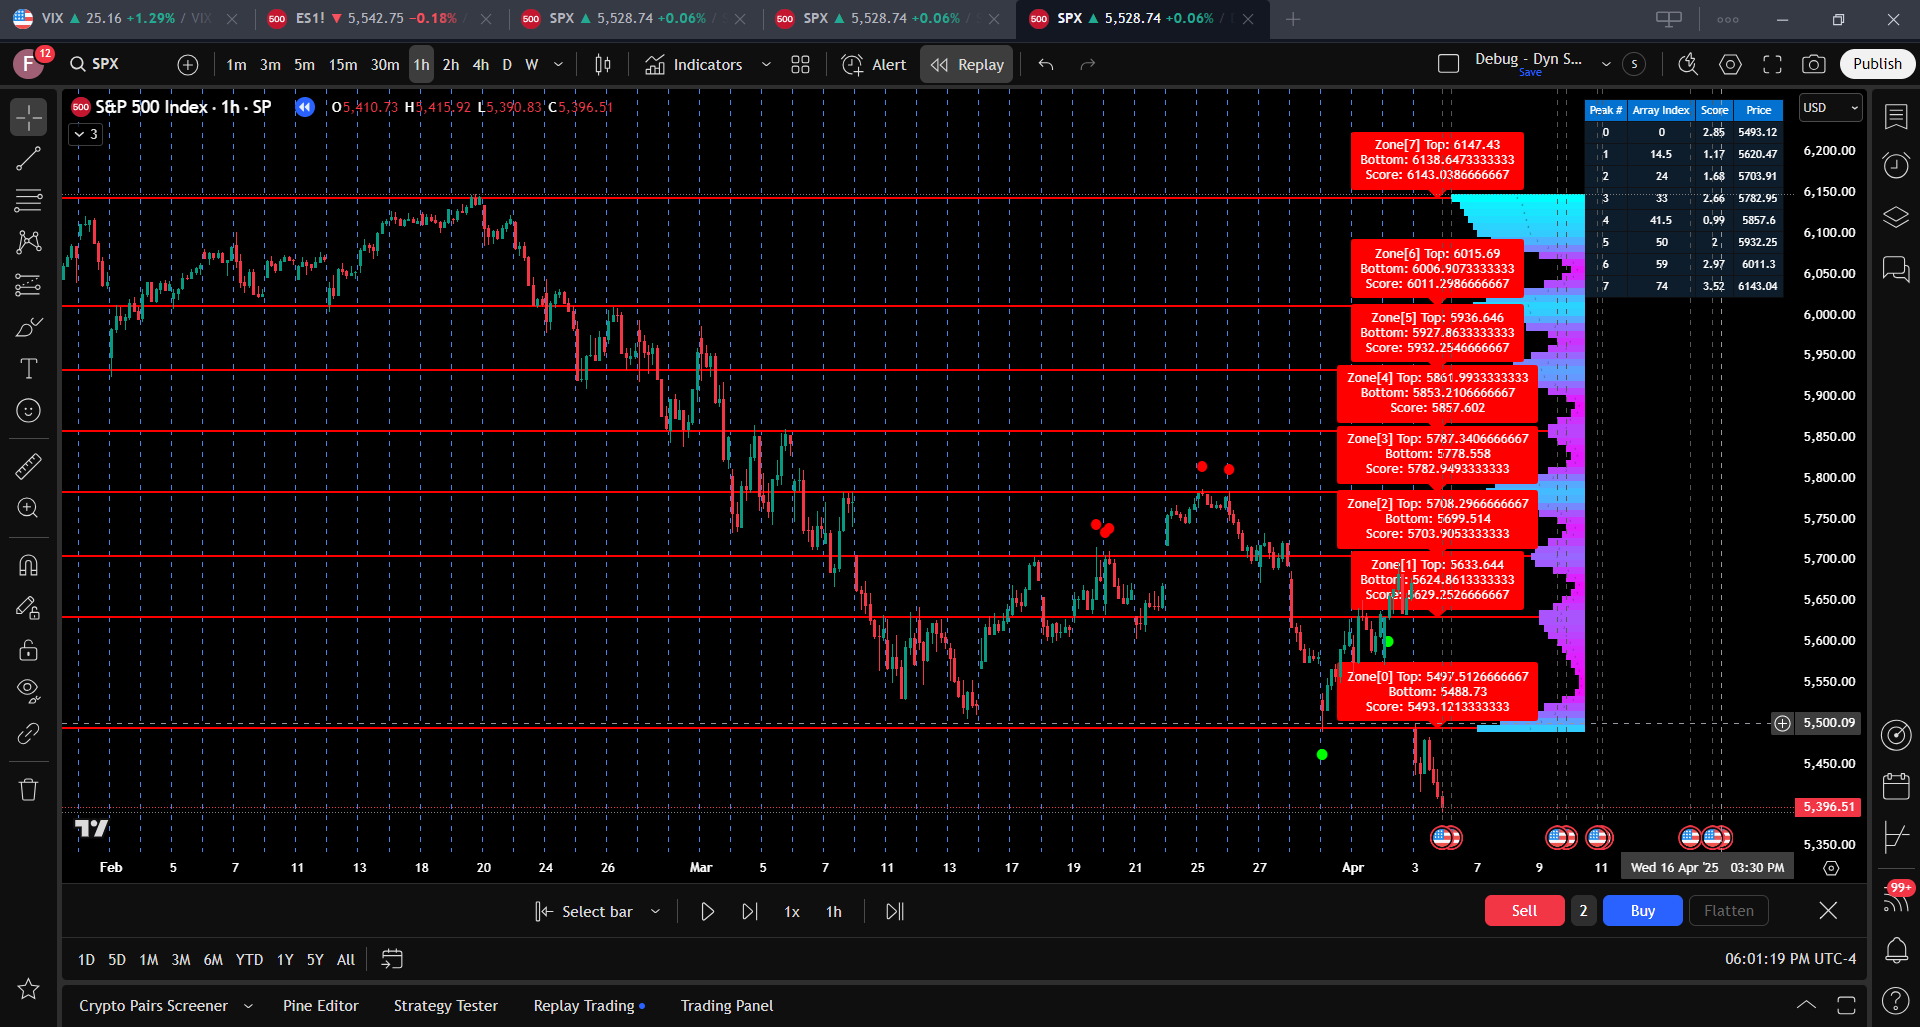 VIX ▲ 25.16 +1.29% / VIX
500 ES1! ▼ 5,542.75 −0.18% /
500 SPX ▲ 5,528.74 +0.06% /
500 SPX ▲ 5,528.74 +0.06% /
500 SPX ▲ 5,528.74 +0.06% /
F 12 SPX 1m 3m 5m 15m 30m 1h 2h 4h D W Indicators Alert Replay Debug - Dyn S... Save S Publish
500 S&P 500 Index · 1h · SP O5,410.73 H5,415.92 L5,390.83 C5,396.51
3
Peak # Array Index Score Price
0 0 2.85 5493.12
1 14.5 1.17 5620.47
2 24 1.68 5703.91
3 33 2.66 5782.95
4 41.5 0.99 5857.6
5 50 2 5932.25
6 59 2.97 6011.3
7 74 3.52 6143.04
USD
6,200.00
6,150.00
6,100.00
6,050.00
6,000.00
5,950.00
5,900.00
5,850.00
5,800.00
5,750.00
5,700.00
5,650.00
5,600.00
5,550.00
5,500.09
5,450.00
5,396.51
5,350.00
Zone[7] Top: 6147.43
Bottom: 6138.6473333333
Score: 6143.0386666667
Zone[6] Top: 6015.69
Bottom: 6006.9073333333
Score: 6011.2986666667
Zone[5] Top: 5936.646
Bottom: 5927.8633333333
Score: 5932.2546666667
Zone[4] Top: 5861.9933333333
Bottom: 5853.2106666667
Score: 5857.602
Zone[3] Top: 5787.3406666667
Bottom: 5778.558
Score: 5782.9493333333
Zone[2] Top: 5708.2966666667
Bottom: 5699.514
Score: 5703.9053333333
Zone[1] Top: 5633.644
Bottom: 5624.8613333333
Score: 5629.2526666667
Zone[0] Top: 5497.5126666667
Bottom: 5488.73
Score: 5493.1213333333
Feb 5 7 11 13 18 20 24 26 Mar 5 7 11 13 17 19 21 25 27 Apr 3 7 9 11 Wed 16 Apr '25 03:30 PM
99+
Select bar 1x 1h Sell 2 Buy Flatten
1D 5D 1M 3M 6M YTD 1Y 5Y All 06:01:19 PM UTC-4
Crypto Pairs Screener Pine Editor Strategy Tester Replay Trading Trading Panel